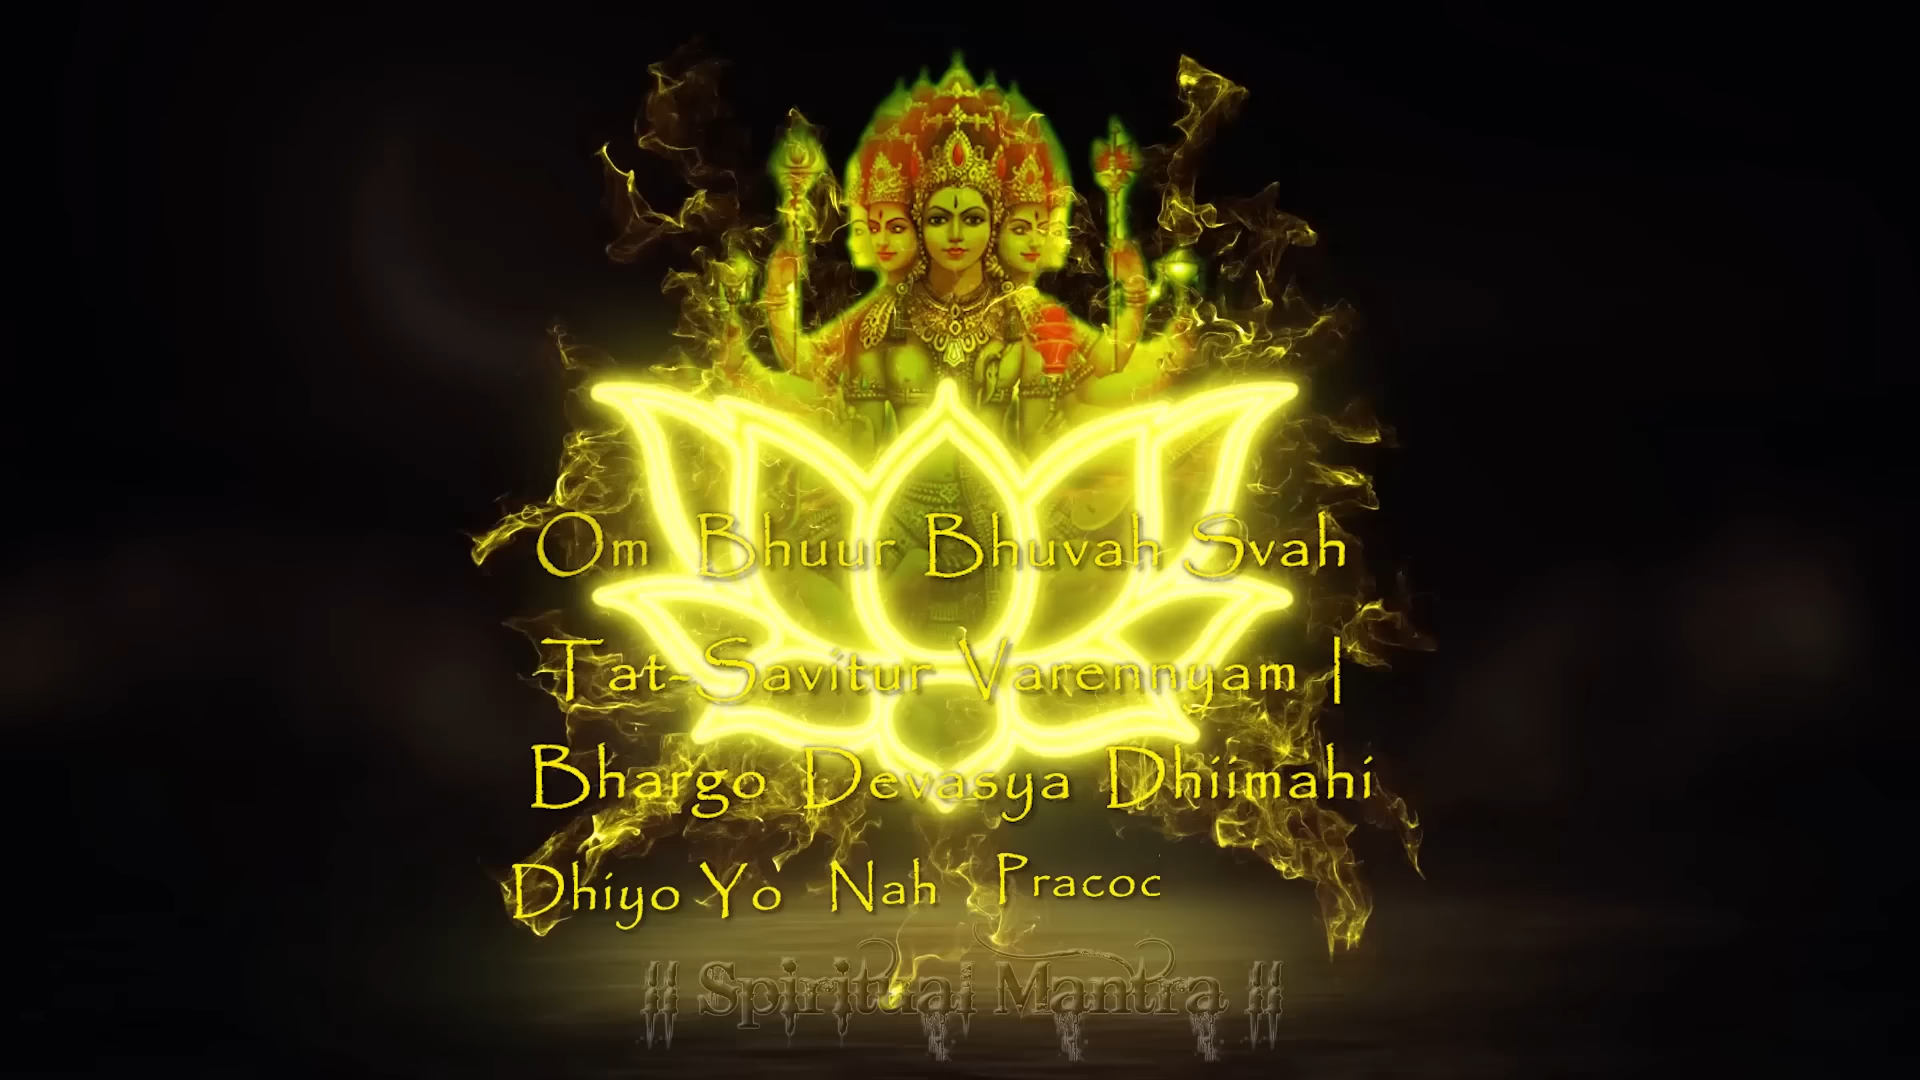 Om Bhuur Bhuvah Svah
Tat-Savitur Varennyam |
Bhargo Devasya Dhiimahi
Dhiyo Yo Nah Pracoc
|| Spiritual Mantra ||